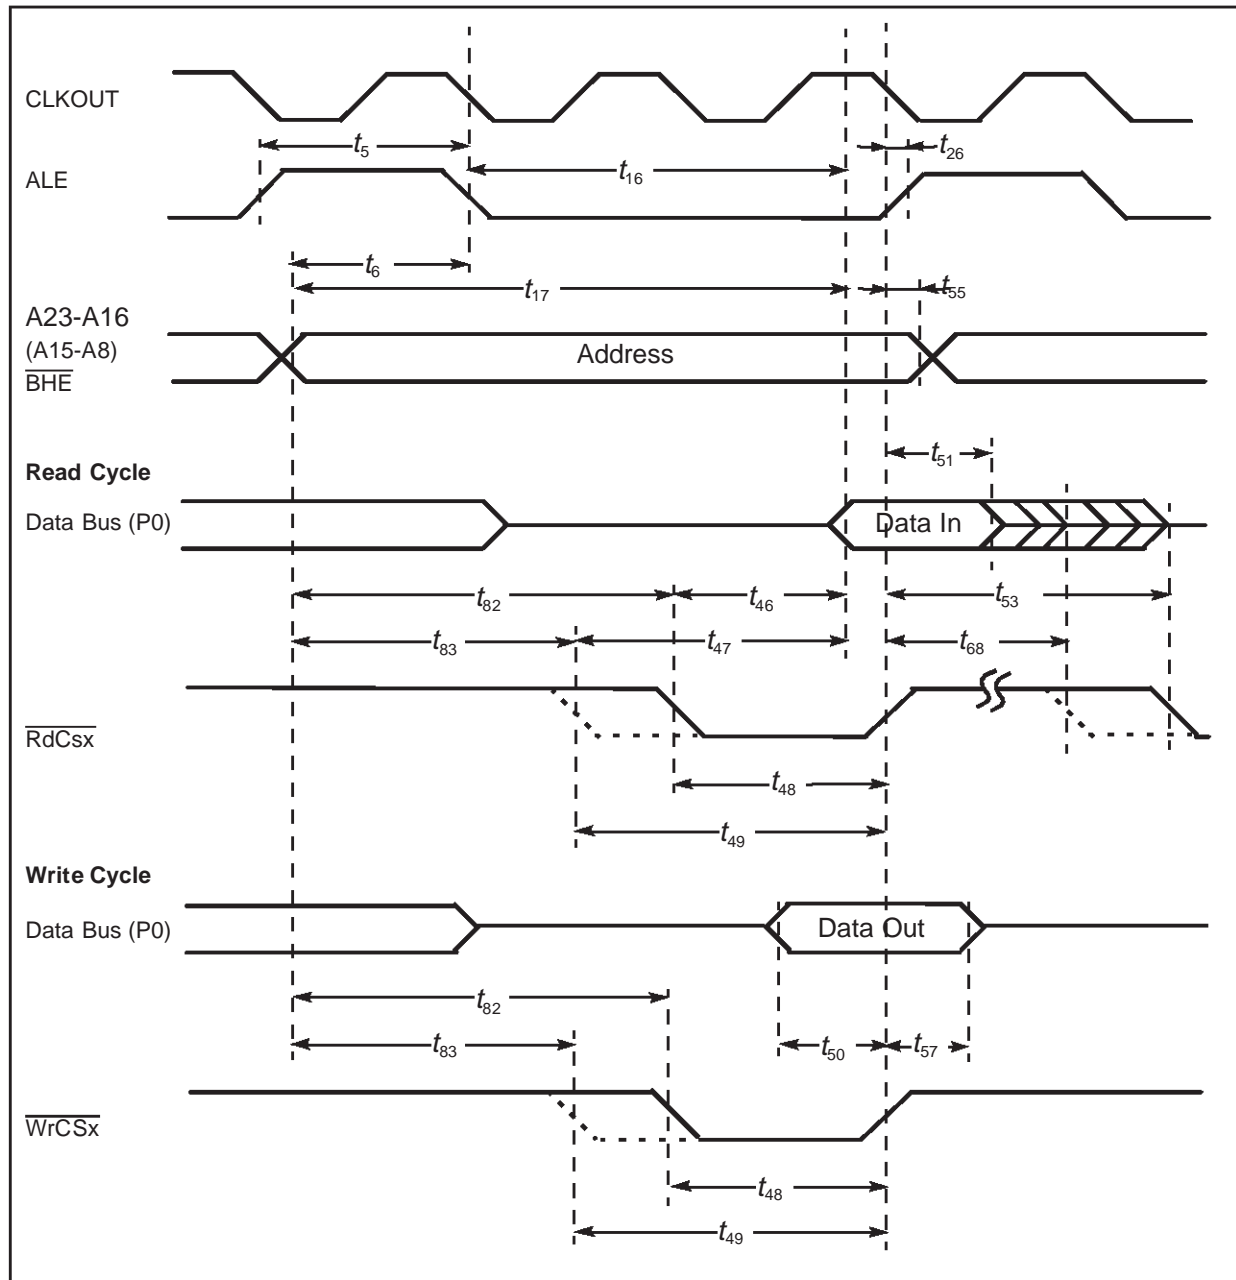 CLKOUT
t5
t26
ALE
t16
t6
t17
t55
A23-A16
(A15-A8)
BHE
Address
t51
Read Cycle
Data Bus (P0)
Data In
t82
t46
t53
t83
t47
t68
RdCsx
t48
t49
Write Cycle
Data Bus (P0)
Data Out
t82
t83
t50
t57
WrCSx
t48
t49